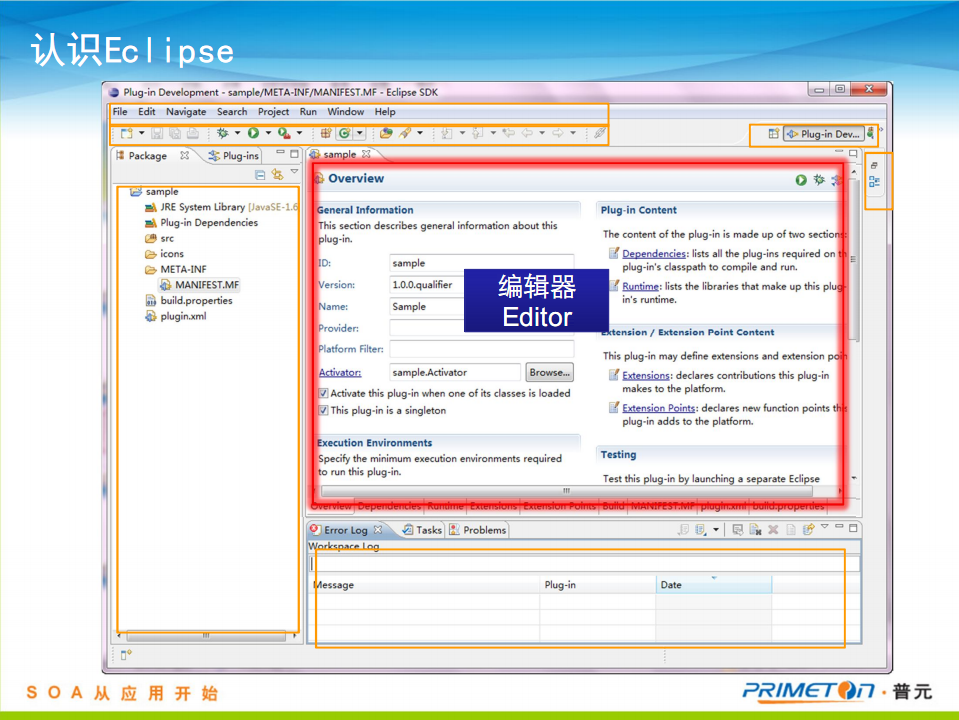 认识Eclipse
Plug-in Development - sample/META-INF/MANIFEST.MF - Eclipse SDK
File Edit Navigate Search Project Run Window Help
Plug-in Dev...
Package
Plug-ins
sample
sample
JRE System Library [JavaSE-1.6
Plug-in Dependencies
src
icons
META-INF
MANIFEST.MF
build.properties
plugin.xml
Overview
General Information
This section describes general information about this
plug-in.
ID: sample
Version: 1.0.0.qualifier
Name: Sample
Provider:
Platform Filter:
Activator: sample.Activator Browse...
Activate this plug-in when one of its classes is loaded
This plug-in is a singleton
Execution Environments
Specify the minimum execution environments required
to run this plug-in.
编辑器
Editor
Plug-in Content
The content of the plug-in is made up of two sections:
Dependencies: lists all the plug-ins required on th
plug-in's classpath to compile and run.
Runtime: lists the libraries that make up this plug-
in's runtime.
Extension / Extension Point Content
This plug-in may define extensions and extension poin
Extensions: declares contributions this plug-in
makes to the platform.
Extension Points: declares new function points this
plug-in adds to the platform.
Testing
Test this plug-in by launching a separate Eclipse
Overview Dependencies Runtime Extensions Extension Points Build MANIFEST.MF plugin.xml build.properties
Error Log Tasks Problems
Workspace Log
Message Plug-in Date
SOA从应用开始
PRIMETON·普元